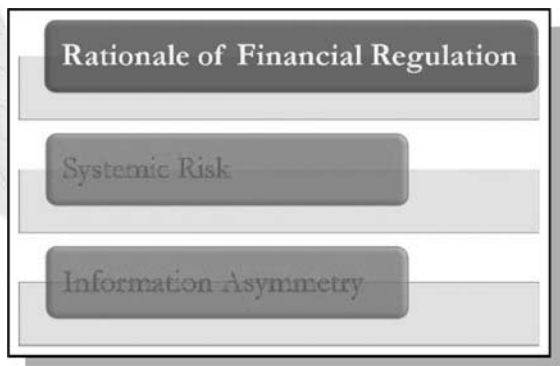 Rationale of Financial Regulation
Systemic Risk
Information Asymmetry